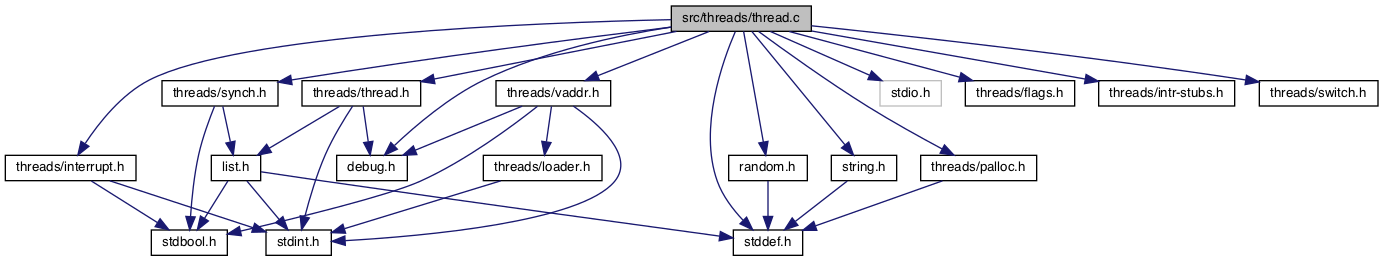 src/threads/thread.c
threads/synch.h
threads/thread.h
threads/vaddr.h
stdio.h
threads/flags.h
threads/intr-stubs.h
threads/switch.h
threads/interrupt.h
list.h
debug.h
threads/loader.h
random.h
string.h
threads/palloc.h
stdbool.h
stdint.h
stddef.h